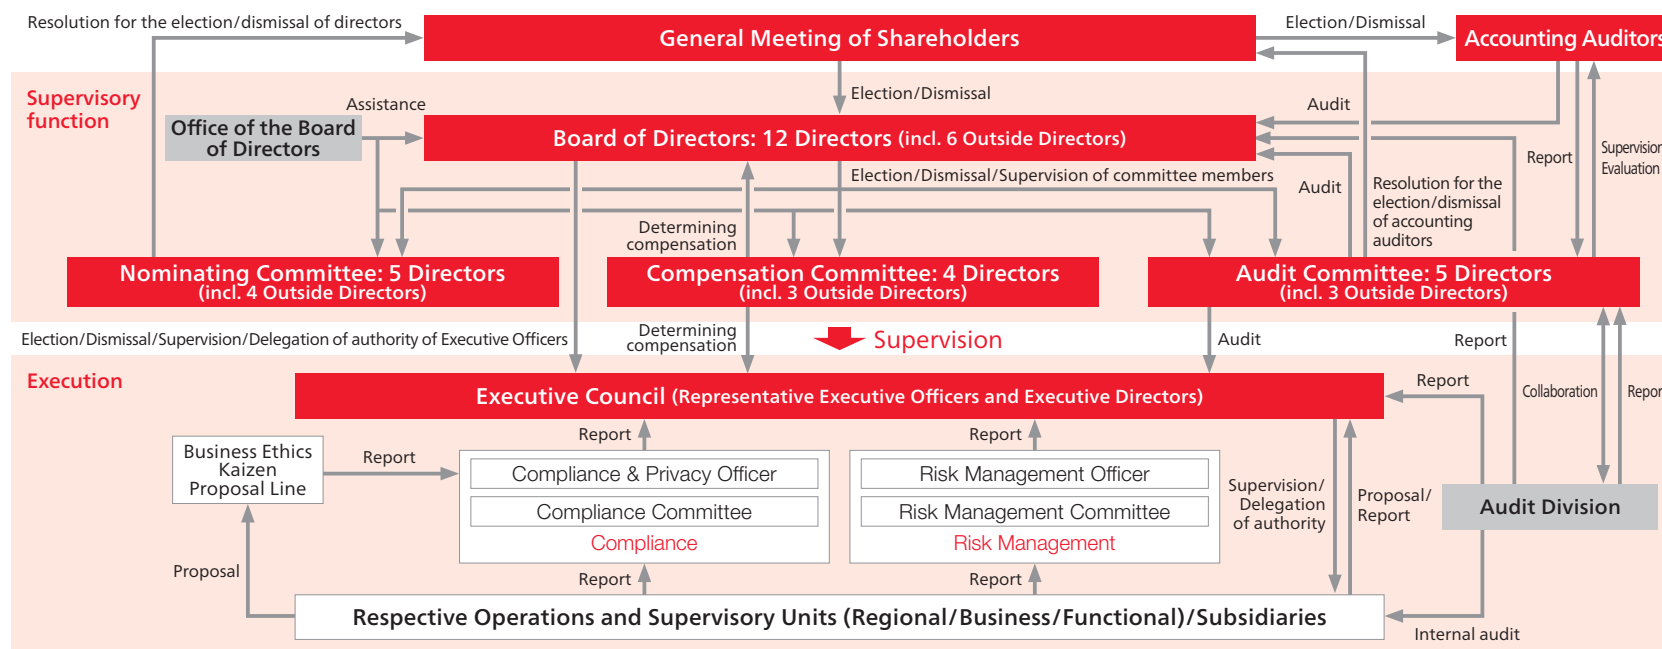 Resolution for the election/dismissal of directors
General Meeting of Shareholders
Election/Dismissal
Accounting Auditors
Supervisory
function
Assistance
Election/Dismissal
Audit
Office of the Board
of Directors
Board of Directors: 12 Directors (incl. 6 Outside Directors)
Report
Supervision
Evaluation
Election/Dismissal/Supervision of committee members
Audit
Resolution for the
election/dismissal
of accounting
auditors
Determining
compensation
Nominating Committee: 5 Directors
(incl. 4 Outside Directors)
Compensation Committee: 4 Directors
(incl. 3 Outside Directors)
Audit Committee: 5 Directors
(incl. 3 Outside Directors)
Election/Dismissal/Supervision/Delegation of authority of Executive Officers
Determining
compensation
Supervision
Audit
Report
Execution
Executive Council (Representative Executive Officers and Executive Directors)
Report
Collaboration
Repor
Report
Report
Business Ethics
Kaizen
Proposal Line
Report
Compliance & Privacy Officer
Compliance Committee
Compliance
Risk Management Officer
Risk Management Committee
Risk Management
Supervision/
Delegation
of authority
Proposal/
Report
Audit Division
Proposal
Report
Report
Respective Operations and Supervisory Units (Regional/Business/Functional)/Subsidiaries
Internal audit